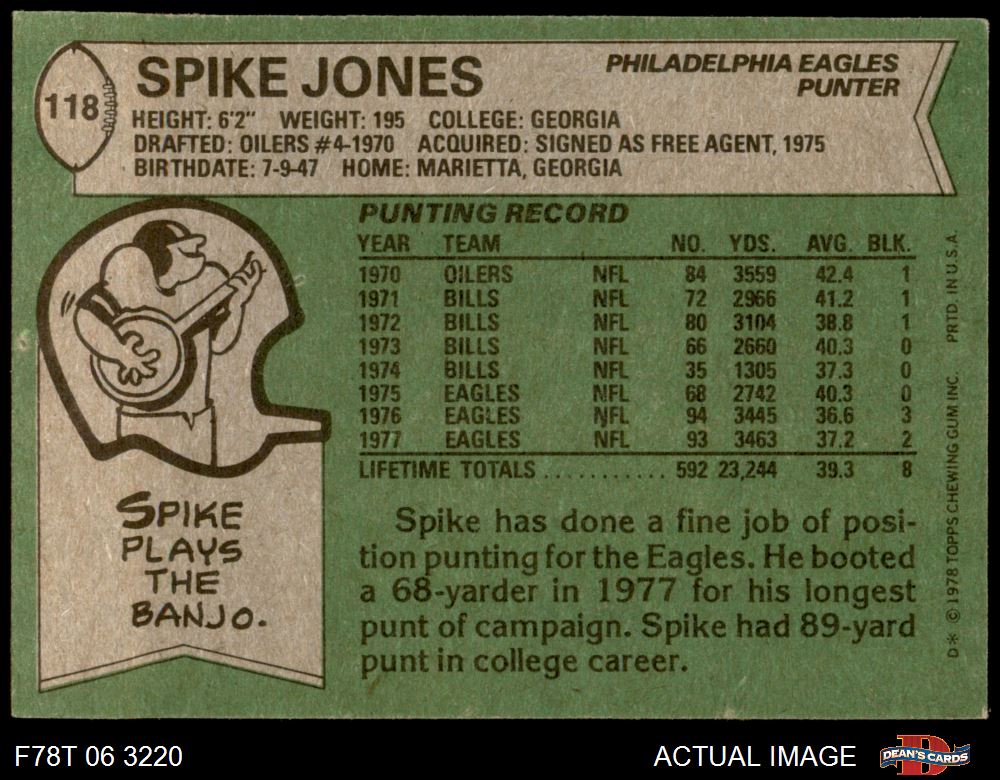 118
SPIKE JONES
PHILADELPHIA EAGLES
PUNTER
HEIGHT: 6'2" WEIGHT: 195 COLLEGE: GEORGIA
DRAFTED: OILERS #4-1970 ACQUIRED: SIGNED AS FREE AGENT, 1975
BIRTHDATE: 7-9-47 HOME: MARIETTA, GEORGIA
PUNTING RECORD
YEAR TEAM NO. YDS. AVG. BLK.
1970 OILERS NFL 84 3559 42.4 1
1971 BILLS NFL 72 2966 41.2 1
1972 BILLS NFL 80 3104 38.8 1
1973 BILLS NFL 66 2660 40.3 0
1974 BILLS NFL 35 1305 37.3 0
1975 EAGLES NFL 68 2742 40.3 0
1976 EAGLES NFL 94 3445 36.6 3
1977 EAGLES NFL 93 3463 37.2 2
LIFETIME TOTALS . . . . . . . . . . . 592 23,244 39.3 8
SPIKE
PLAYS
THE
BANJO.
Spike has done a fine job of posi-
tion punting for the Eagles. He booted
a 68-yarder in 1977 for his longest
punt of campaign. Spike had 89-yard
punt in college career.
D* © 1978 TOPPS CHEWING GUM INC. PRTD. IN U.S.A.
F78T 06 3220
ACTUAL IMAGE
D
DEAN'S CARDS